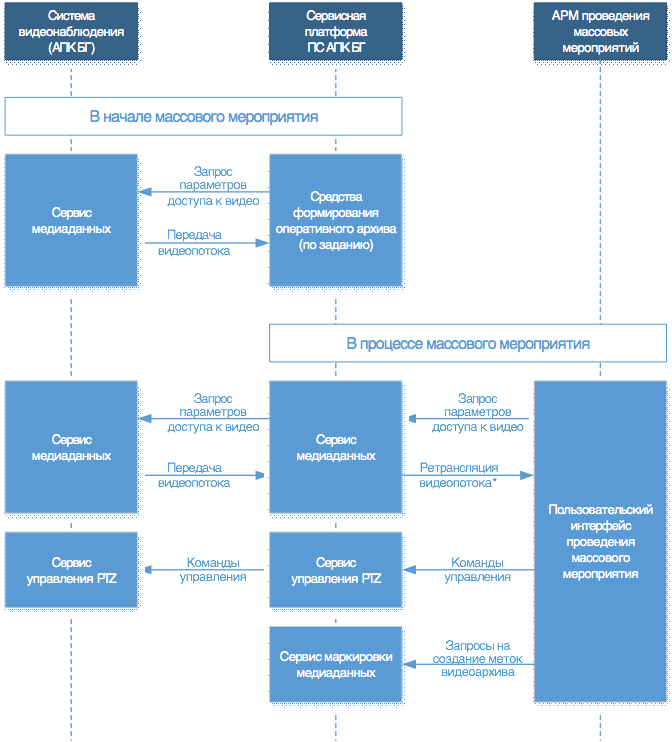 Система
видеонаблюдения
(АПК БГ)
Сервисная
платформа
ПС АПК БГ
АРМ проведения
массовых
мероприятий
В начале массового мероприятия
Сервис
медиаданных
Запрос
параметров
доступа к видео
Передача
видеопотока
Средства
формирования
оперативного архива
(по заданию)
В процессе массового мероприятия
Сервис
медиаданных
Запрос
параметров
доступа к видео
Передача
видеопотока
Сервис
медиаданных
Запрос
параметров
доступа к видео
Ретрансляция
видеопотока*
Пользовательский
интерфейс
проведения
массового
мероприятия
Сервис
управления PTZ
Команды
управления
Сервис
управления PTZ
Команды
управления
Сервис маркировки
медиаданных
Запросы на
создание меток
видеоархива